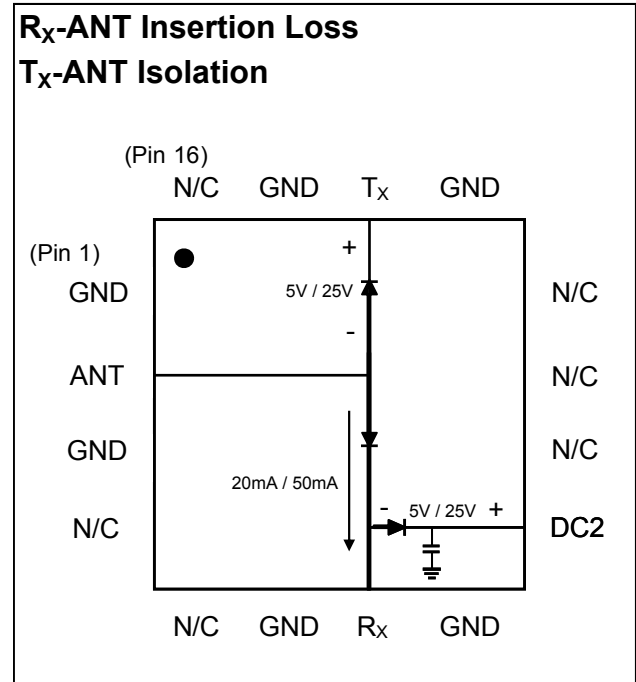 Rx-ANT Insertion Loss
Tx-ANT Isolation
(Pin 16)
N/C GND Tx GND
(Pin 1)
+
GND 5V / 25V N/C
-
ANT N/C
GND N/C
20mA / 50mA
- 5V / 25V +
N/C DC2
N/C GND Rx GND